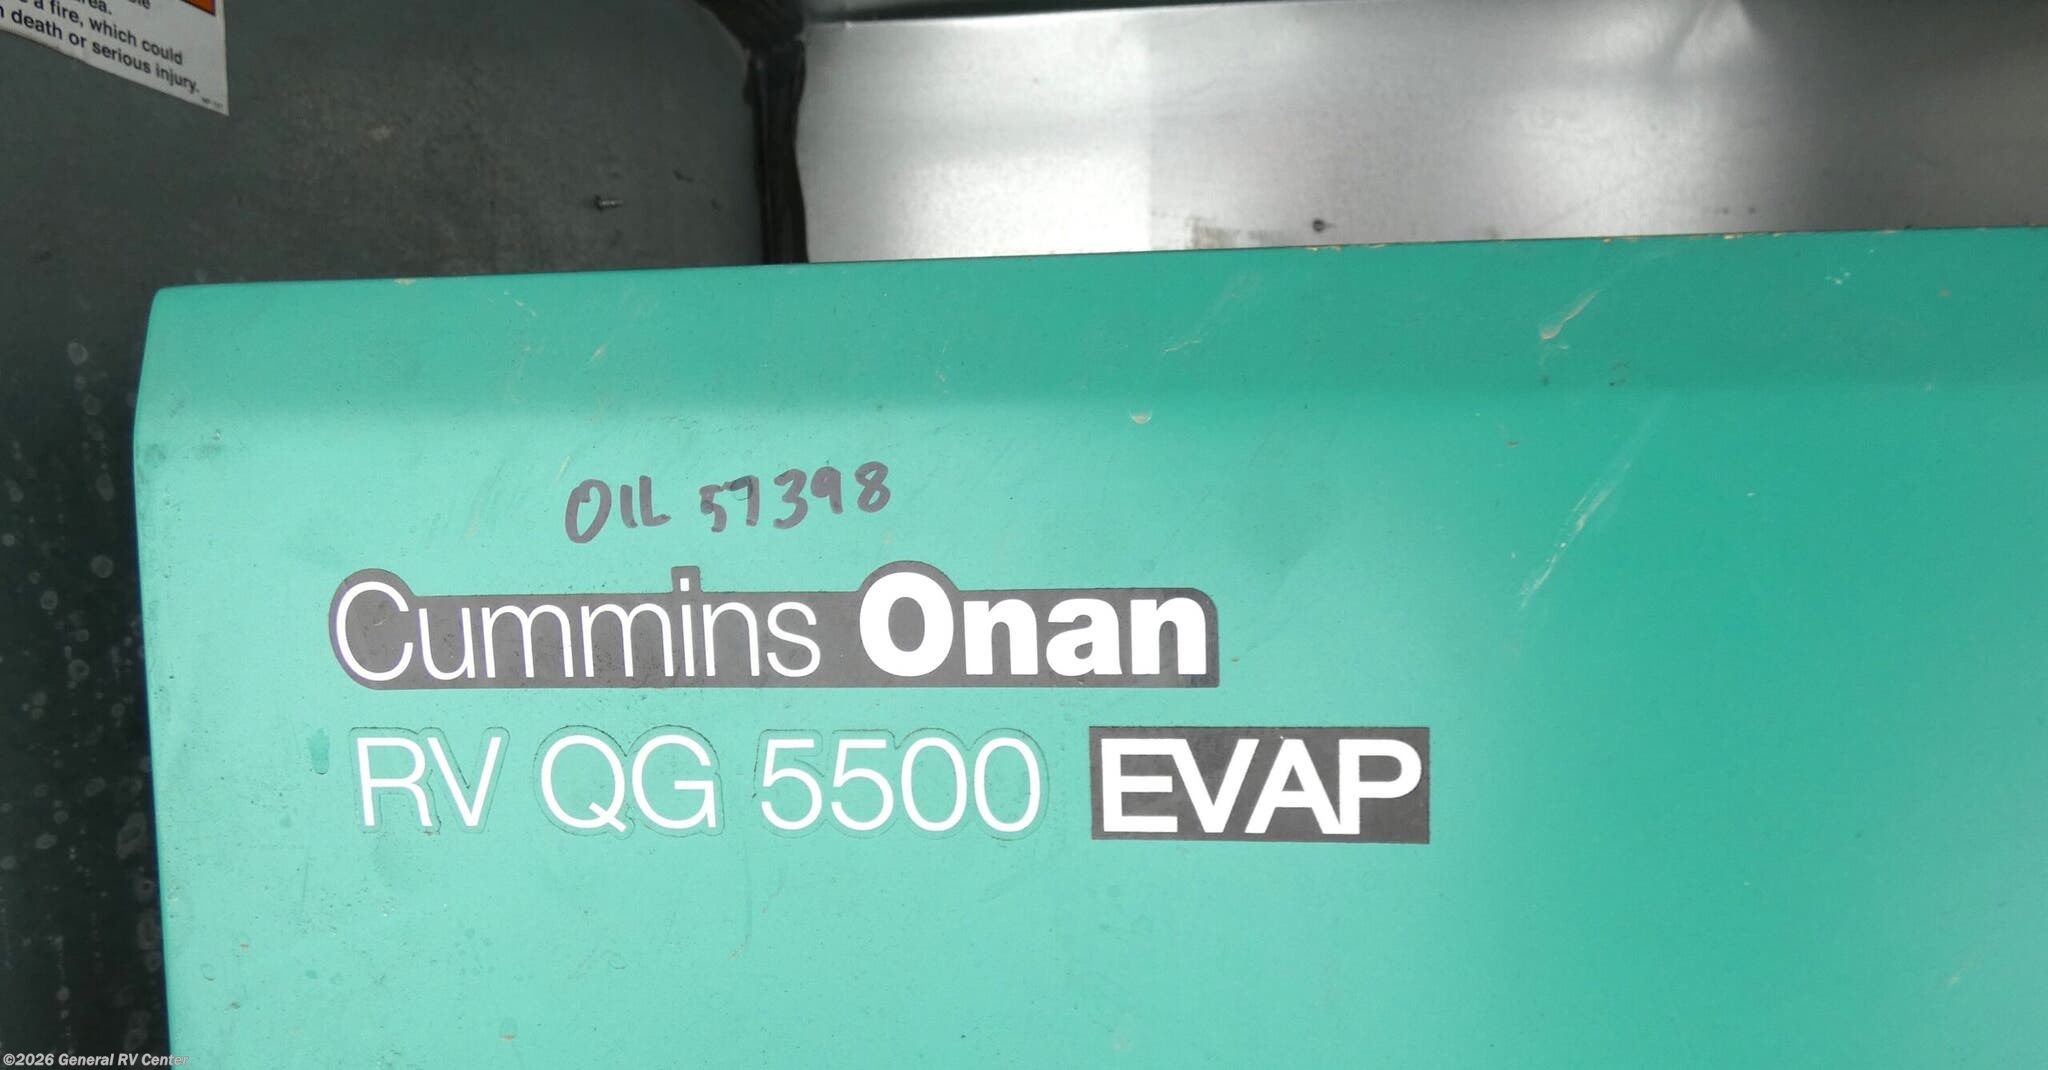 area.
a fire, which could
death or serious injury.
OIL 57398
Cummins Onan
RV QG 5500 EVAP
©2026 General RV Center